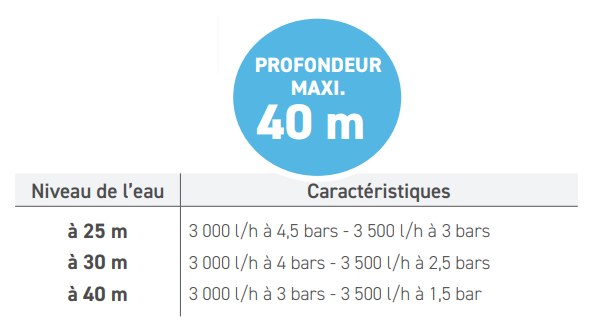 PROFONDEUR
MAXI.
40 m
Niveau de l’eau Caractéristiques
à 25 m 3 000 l/h à 4,5 bars - 3 500 l/h à 3 bars
à 30 m 3 000 l/h à 4 bars - 3 500 l/h à 2,5 bars
à 40 m 3 000 l/h à 3 bars - 3 500 l/h à 1,5 bar